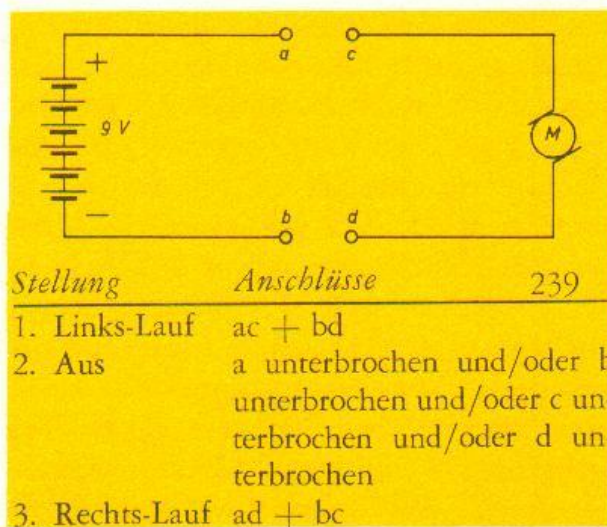 +
a c
9 V
M
—
b d
Stellung Anschlüsse 239
1. Links-Lauf ac + bd
2. Aus a unterbrochen und/oder b
unterbrochen und/oder c un-
terbrochen und/oder d un-
terbrochen
3. Rechts-Lauf ad + bc